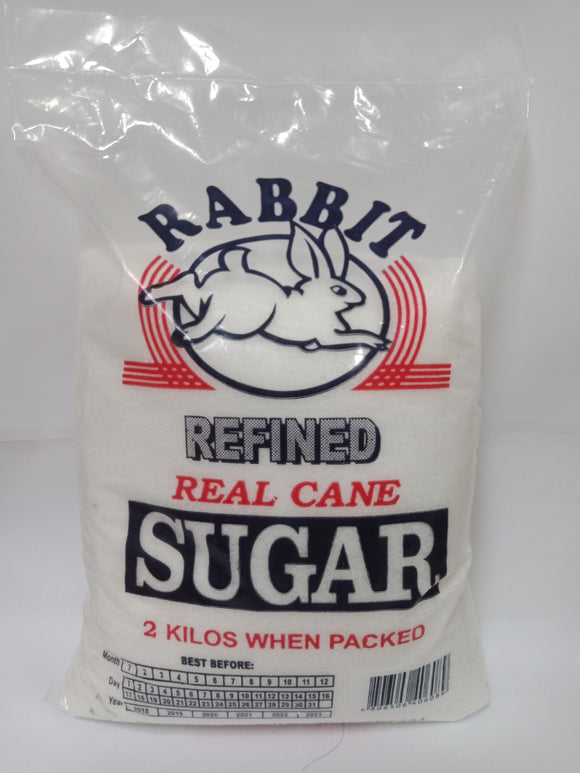 RABBIT
REFINED
REAL CANE
SUGAR
2 KILOS WHEN PACKED
BEST BEFORE:
Month 1 2 3 4 5 6 7 8 9 10 11 12
Day 1 2 3 4 5 6 7 8 9 10 11 12 13 14 15 16
17 18 19 20 21 22 23 24 25 26 27 28 29 30 31
Year 2018 2019 2020 2021 2022 2023